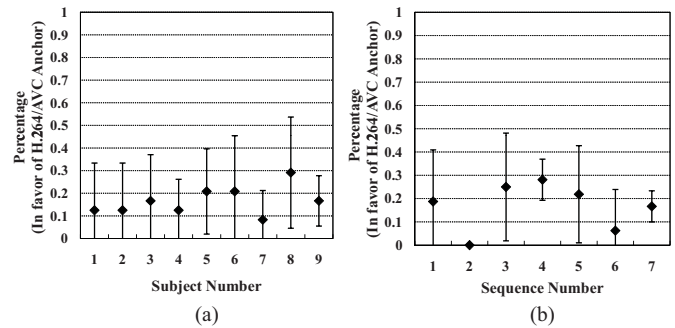 Percentage
(In favor of H.264/AVC Anchor)
1
0.9
0.8
0.7
0.6
0.5
0.4
0.3
0.2
0.1
0
1 2 3 4 5 6 7 8 9
Subject Number
(a)
Percentage
(In favor of H.264/AVC Anchor)
1
0.9
0.8
0.7
0.6
0.5
0.4
0.3
0.2
0.1
0
1 2 3 4 5 6 7
Sequence Number
(b)